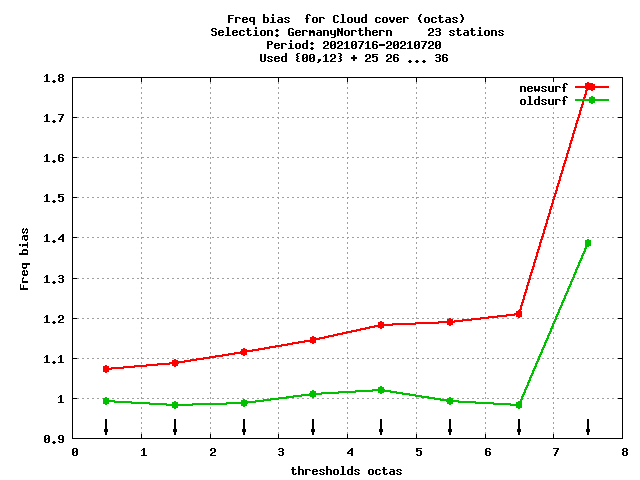 Freq bias  for Cloud cover (octas)
Selection: GermanyNorthern     23 stations
Period: 20210716-20210720
Used {00,12} + 25 26 ... 36
newsurf
oldsurf
1.8
1.7
1.6
1.5
1.4
1.3
1.2
1.1
1
0.9
Freq bias
0 1 2 3 4 5 6 7 8
thresholds octas